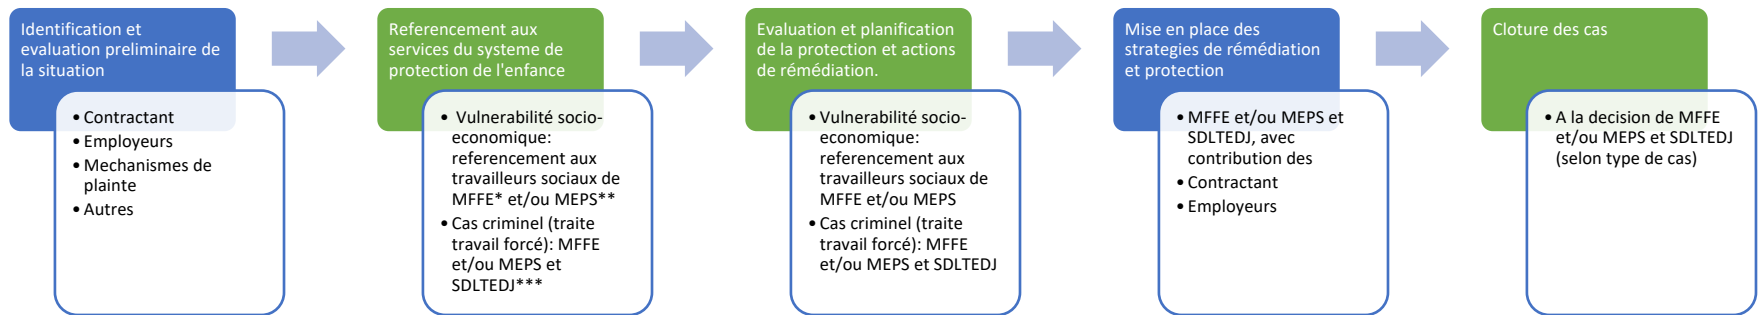 Identification et
evaluation preliminaire de
la situation
• Contractant
• Employeurs
• Mechanismes de
plainte
• Autres
Referencement aux
services du systeme de
protection de l'enfance
• Vulnerabilité socio-
economique:
referencement aux
travailleurs sociaux de
MFFE* et/ou MEPS**
• Cas criminel (traite
travail forcé): MFFE
et/ou MEPS et
SDLTEDJ***
Evaluation et planification
de la protection et actions
de rémédiation.
• Vulnerabilité socio-
economique:
referencement aux
travailleurs sociaux de
MFFE et/ou MEPS
• Cas criminel (traite
travail forcé): MFFE
et/ou MEPS et SDLTEDJ
Mise en place des
strategies de rémédiation
et protection
• MFFE et/ou MEPS et
SDLTEDJ, avec
contribution des
• Contractant
• Employeurs
Cloture des cas
• A la decision de MFFE
et/ou MEPS et SDLTEDJ
(selon type de cas)